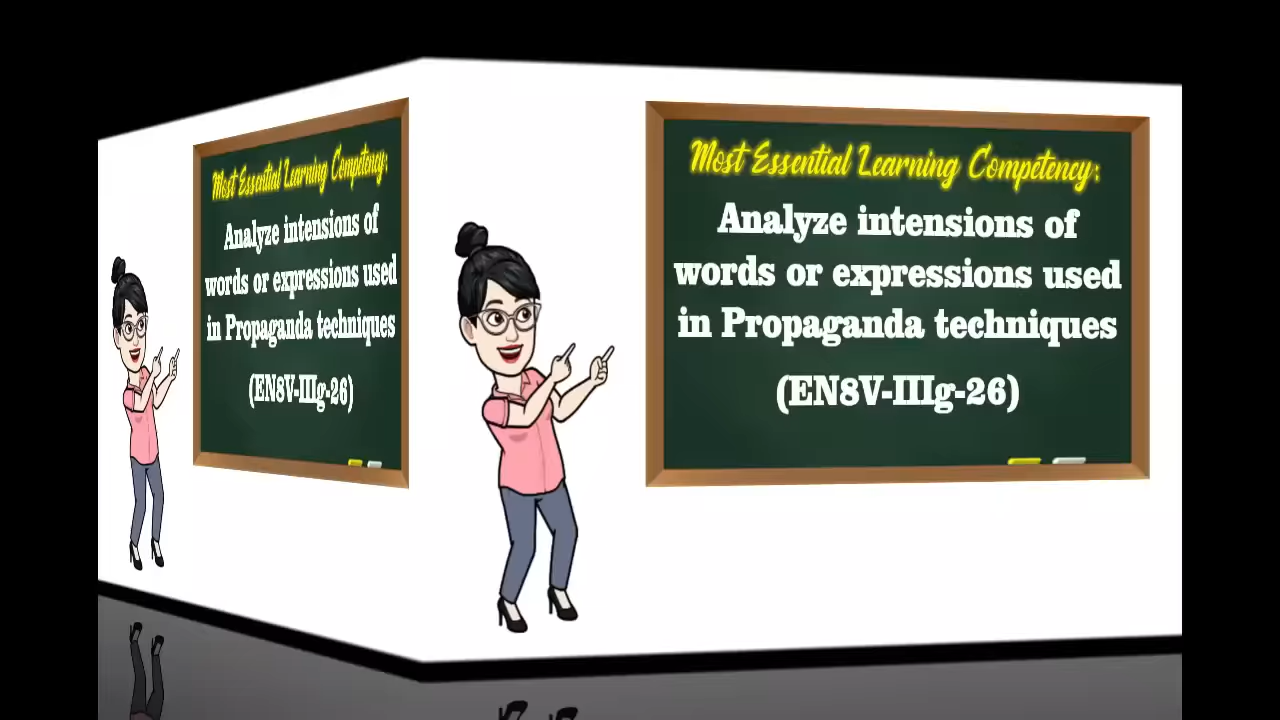 Most Essential Learning Competency:
Analyze intensions of
words or expressions used
in Propaganda techniques
(EN8V-IIIg-26)
Most Essential Learning Competency:
Analyze intensions of
words or expressions used
in Propaganda techniques
(EN8V-IIIg-26)